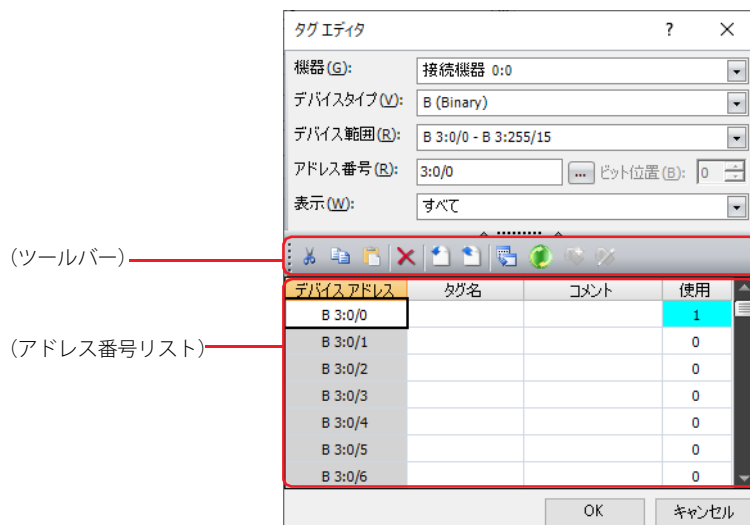 タグ エディタ ? ×
機器(G): 接続機器 0:0
デバイスタイプ(V): B (Binary)
デバイス範囲(R): B 3:0/0 - B 3:255/15
アドレス番号(R): 3:0/0 ... ビット位置(B): 0
表示(W): すべて
(ツールバー)
デバイスアドレス タグ名 コメント 使用
B 3:0/0 1
B 3:0/1 0
(アドレス番号リスト)
B 3:0/2 0
B 3:0/3 0
B 3:0/4 0
B 3:0/5 0
B 3:0/6 0
OK キャンセル